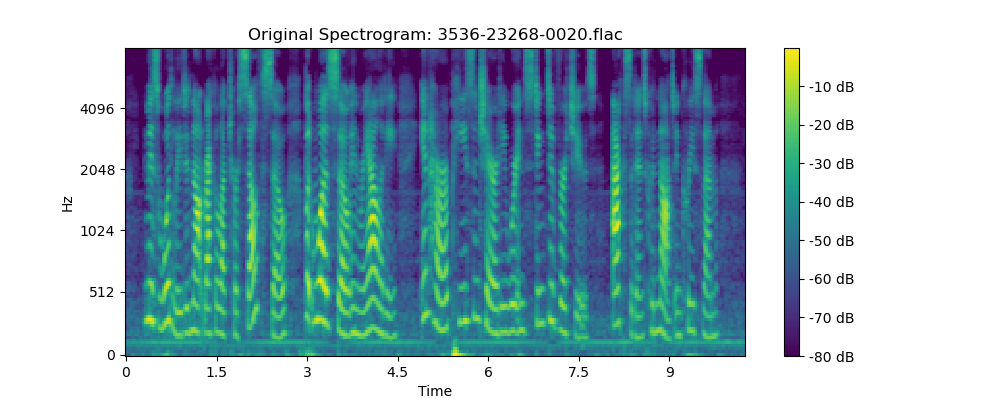 Original Spectrogram: 3536-23268-0020.flac
Hz
4096
2048
1024
512
0
0 1.5 3 4.5 6 7.5 9
Time
-10 dB
-20 dB
-30 dB
-40 dB
-50 dB
-60 dB
-70 dB
-80 dB